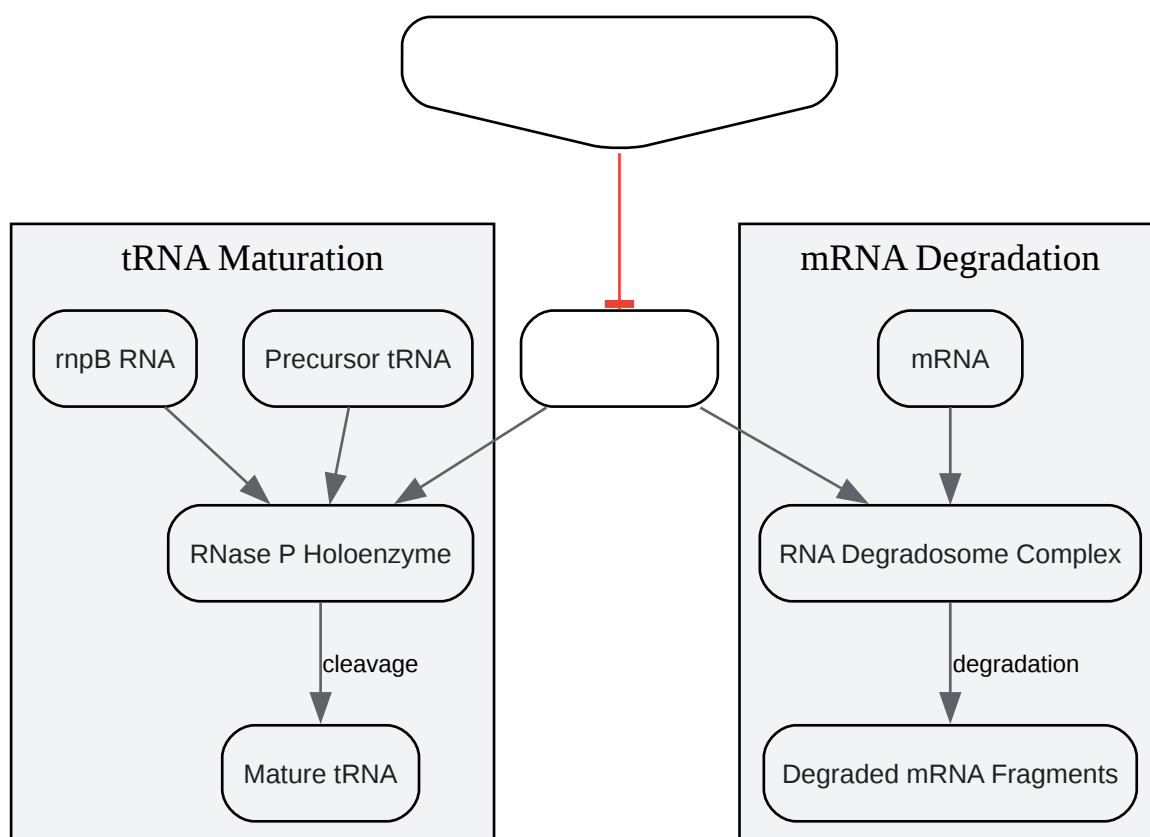 tRNA Maturation
mRNA Degradation
rnpB RNA
Precursor tRNA
mRNA
RNase P Holoenzyme
RNA Degradosome Complex
cleavage
degradation
Mature tRNA
Degraded mRNA Fragments